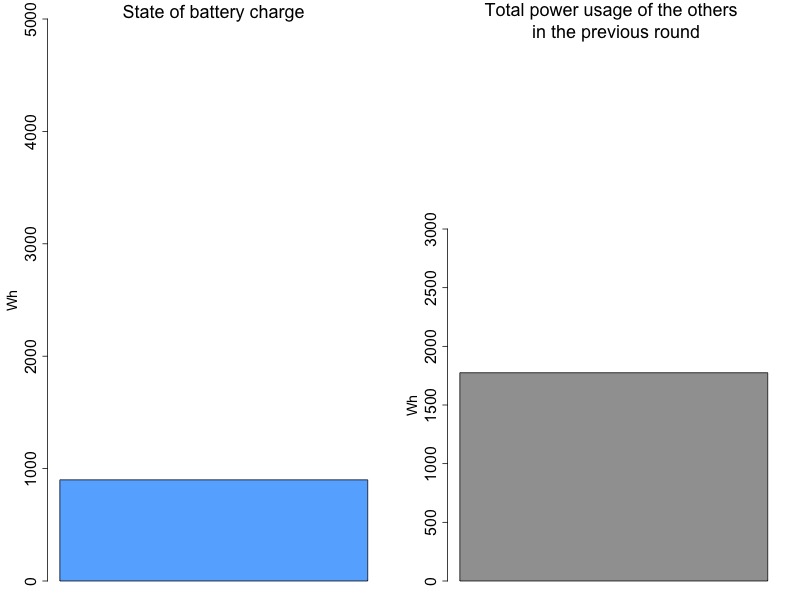 State of battery charge
Wh
5000
4000
3000
2000
1000
0
Total power usage of the others
in the previous round
Wh
3000
2500
2000
1500
1000
500
0